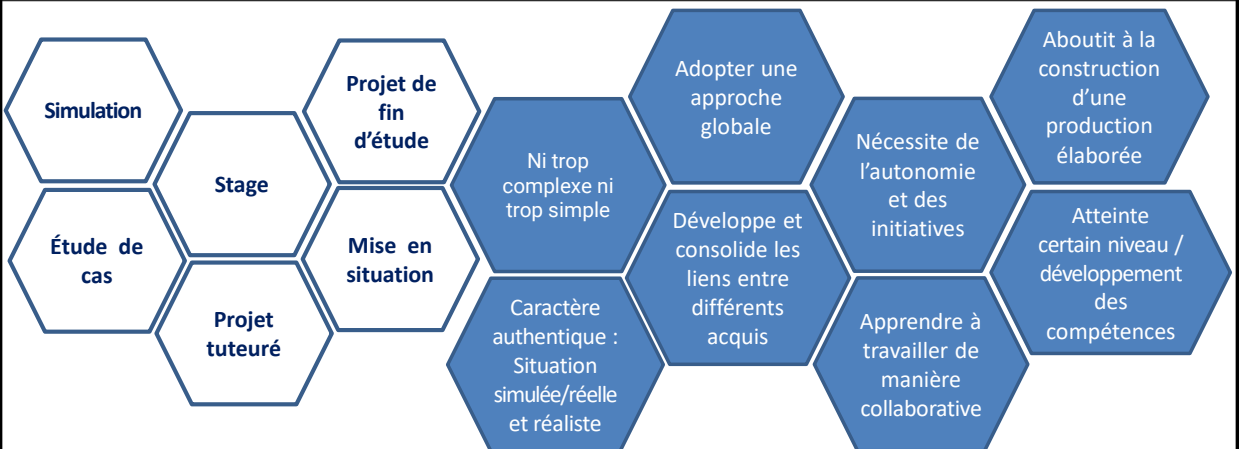 Simulation
Étude de
cas
Stage
Projet
tuteuré
Projet de
fin
d'étude
Mise en
situation
Ni trop
complexe ni
trop simple
Caractère
authentique :
Situation
simulée/réelle
et réaliste
Adopter une
approche
globale
Développe et
consolide les
liens entre
différents
acquis
Nécessite de
l'autonomie
et des
initiatives
Apprendre à
travailler de
manière
collaborative
Aboutit à la
construction
d'une
production
élaborée
Atteinte
certain niveau /
développement
des
compétences